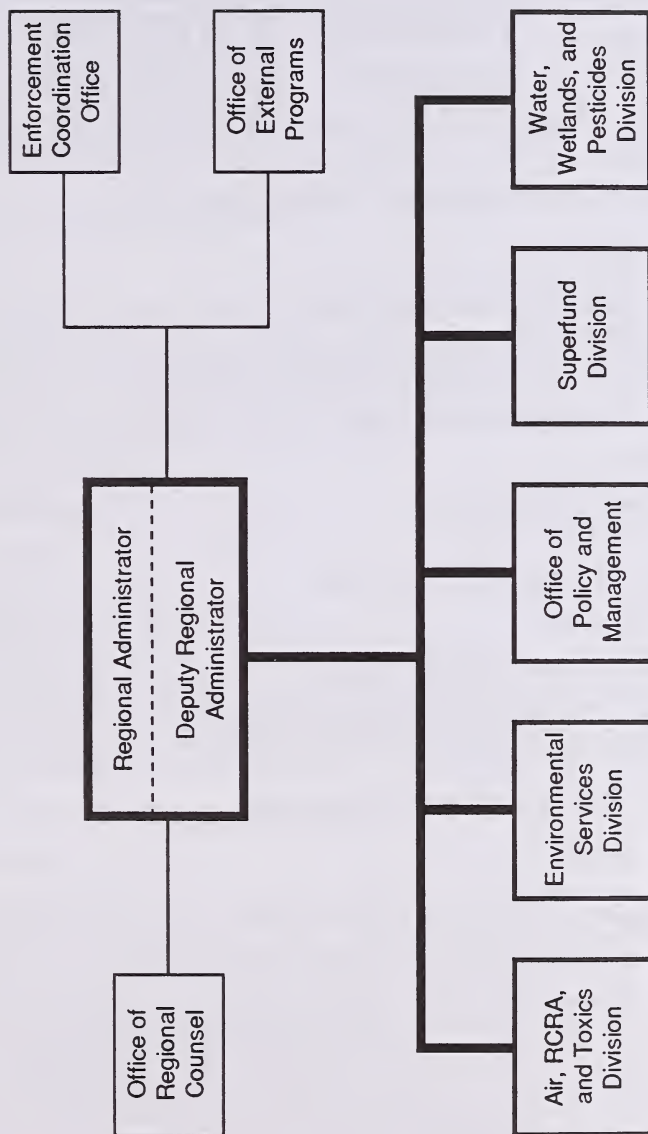 Enforcement
Coordination
Office
Office of
External
Programs
Regional Administrator
Deputy Regional
Administrator
Office of
Regional
Counsel
Water,
Wetlands, and
Pesticides
Division
Superfund
Division
Office of
Policy and
Management
Environmental
Services
Division
Air, RCRA,
and Toxics
Division